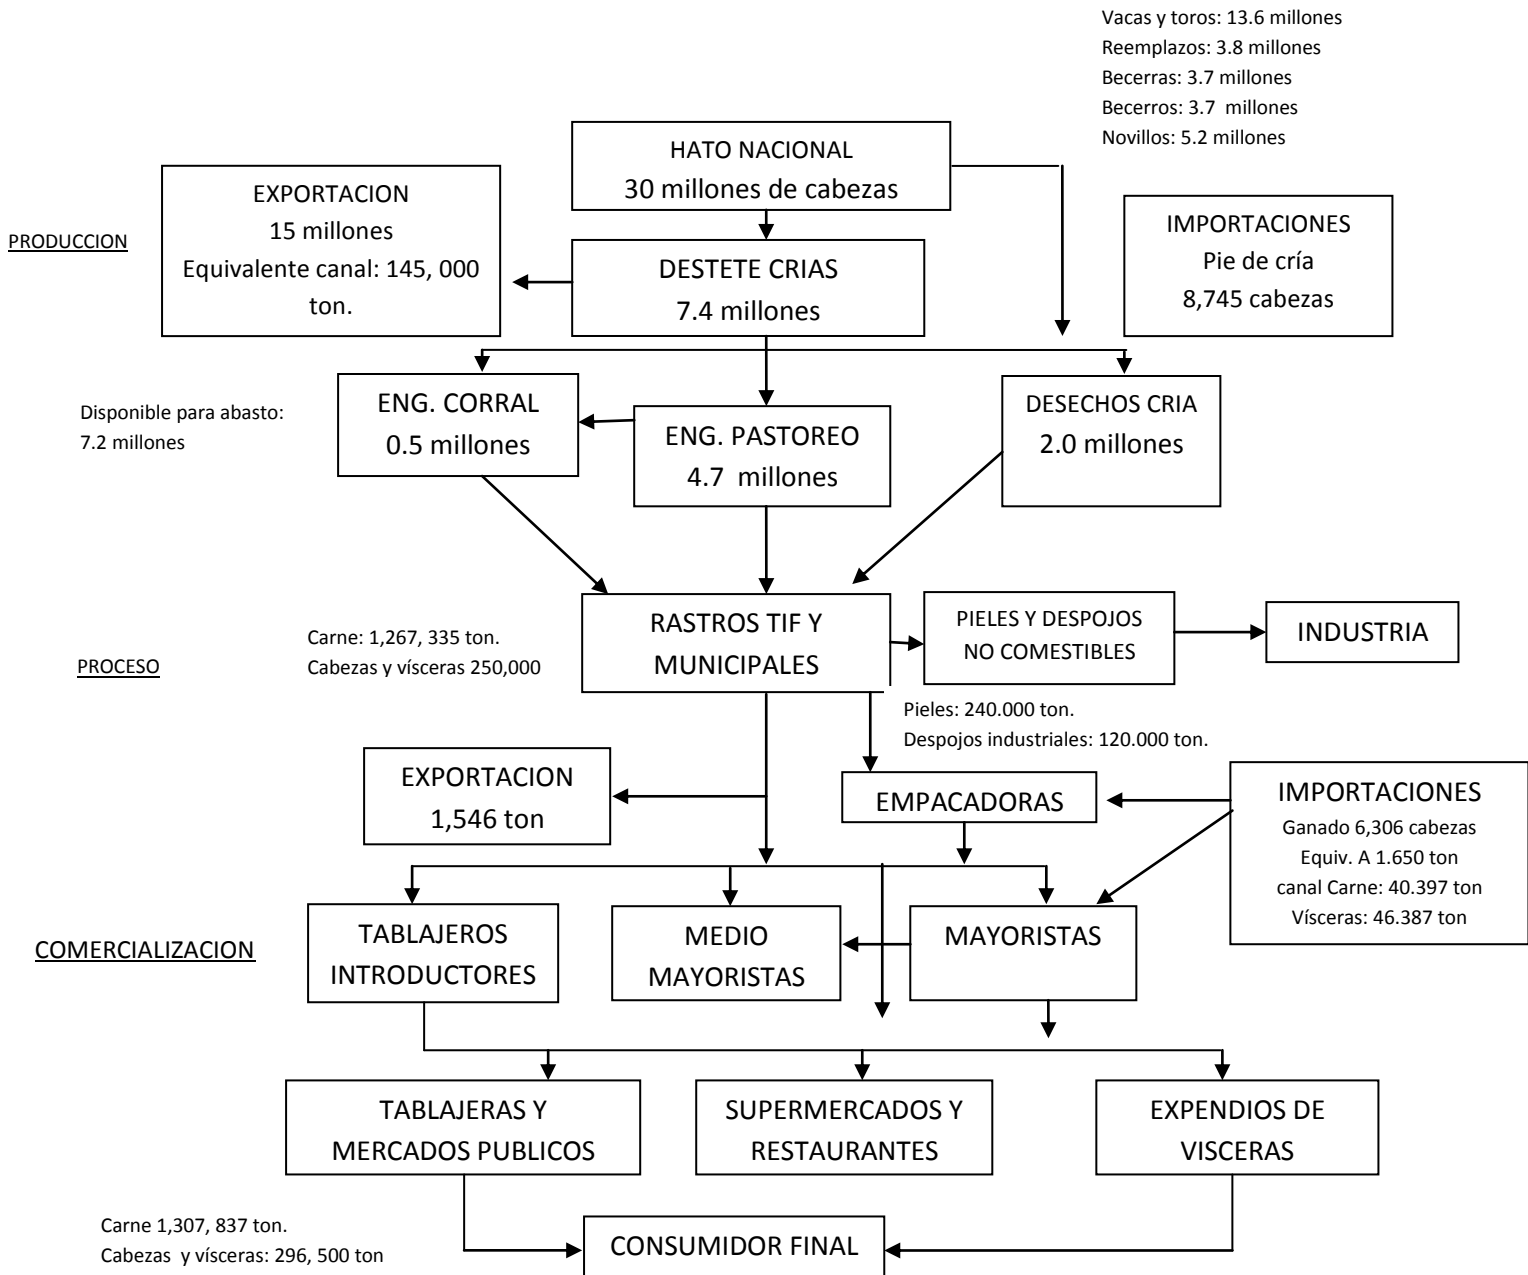 Vacas y toros: 13.6 millones
Reemplazos: 3.8 millones
Becerras: 3.7 millones
Becerros: 3.7 millones
Novillos: 5.2 millones
HATO NACIONAL
30 millones de cabezas
PRODUCCION
EXPORTACION
15 millones
Equivalente canal: 145, 000
ton.
DESTETE CRIAS
7.4 millones
IMPORTACIONES
Pie de cría
8,745 cabezas
Disponible para abasto:
7.2 millones
ENG. CORRAL
0.5 millones
ENG. PASTOREO
4.7 millones
DESECHOS CRIA
2.0 millones
PROCESO
Carne: 1,267, 335 ton.
Cabezas y vísceras 250,000
RASTROS TIF Y
MUNICIPALES
PIELES Y DESPOJOS
NO COMESTIBLES
INDUSTRIA
Pieles: 240.000 ton.
Despojos industriales: 120.000 ton.
EXPORTACION
1,546 ton
EMPACADORAS
IMPORTACIONES
Ganado 6,306 cabezas
Equiv. A 1.650 ton
canal Carne: 40.397 ton
Vísceras: 46.387 ton
COMERCIALIZACION
TABLAJEROS
INTRODUCTORES
MEDIO
MAYORISTAS
MAYORISTAS
TABLAJERAS Y
MERCADOS PUBLICOS
SUPERMERCADOS Y
RESTAURANTES
EXPENDIOS DE
VISCERAS
Carne 1,307, 837 ton.
Cabezas y vísceras: 296, 500 ton
CONSUMIDOR FINAL